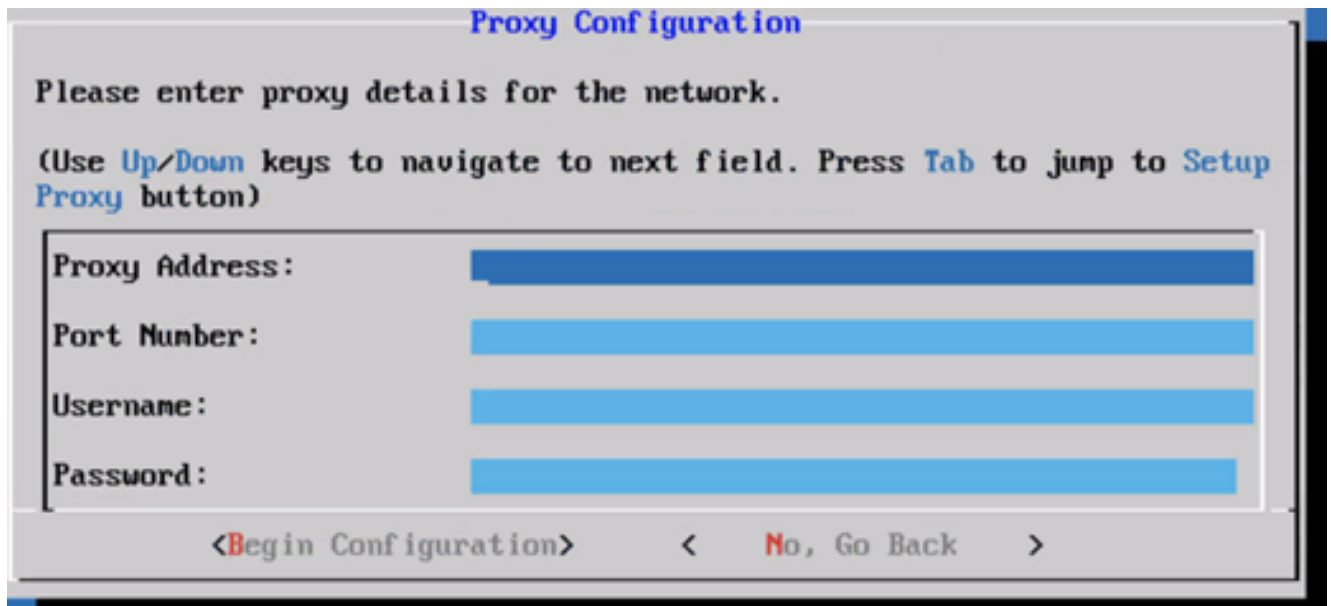 Proxy Configuration
Please enter proxy details for the network.
(Use Up/Down keys to navigate to next field. Press Tab to jump to Setup
Proxy button)
Proxy Address:
Port Number:
Username:
Password:
<Begin Configuration> < No, Go Back >